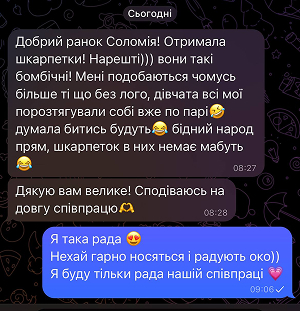 Сьогодні
Добрий ранок Соломія! Отримала
шкарпетки! Нарешті))) вони такі
бомбічні! Мені подобаються чомусь
більше ті що без лого, дівчата всі мої
порозтягували собі вже по парі🤣
думала битись будуть😂 бідний народ
прям, шкарпеток в них немає мабуть
😂
08:27
Дякую вам велике! Сподіваюсь на
довгу співпрацю🫶
08:28
Я така рада 😍
Нехай гарно носяться і радують око))
Я буду тільки рада нашій співпраці 💗
09:06